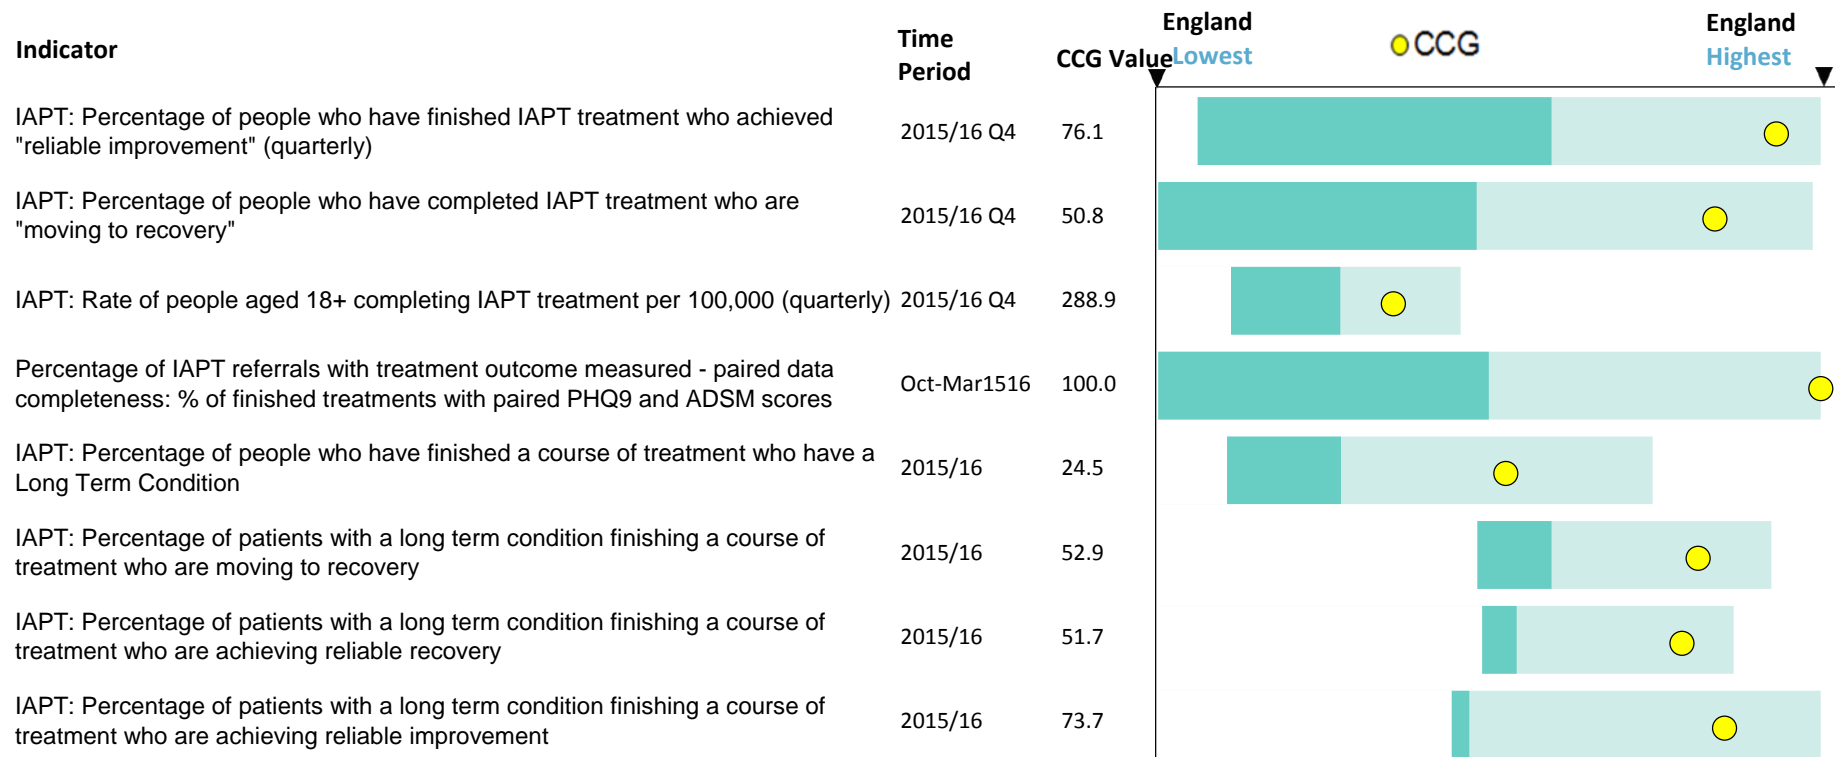 Indicator
Time
Period
CCG Value
England
Lowest
CCG
England
Highest
IAPT: Percentage of people who have finished IAPT treatment who achieved
"reliable improvement" (quarterly)
2015/16 Q4
76.1
IAPT: Percentage of people who have completed IAPT treatment who are
"moving to recovery"
2015/16 Q4
50.8
IAPT: Rate of people aged 18+ completing IAPT treatment per 100,000 (quarterly)
2015/16 Q4
288.9
Percentage of IAPT referrals with treatment outcome measured - paired data
completeness: % of finished treatments with paired PHQ9 and ADSM scores
Oct-Mar1516
100.0
IAPT: Percentage of people who have finished a course of treatment who have a
Long Term Condition
2015/16
24.5
IAPT: Percentage of patients with a long term condition finishing a course of
treatment who are moving to recovery
2015/16
52.9
IAPT: Percentage of patients with a long term condition finishing a course of
treatment who are achieving reliable recovery
2015/16
51.7
IAPT: Percentage of patients with a long term condition finishing a course of
treatment who are achieving reliable improvement
2015/16
73.7